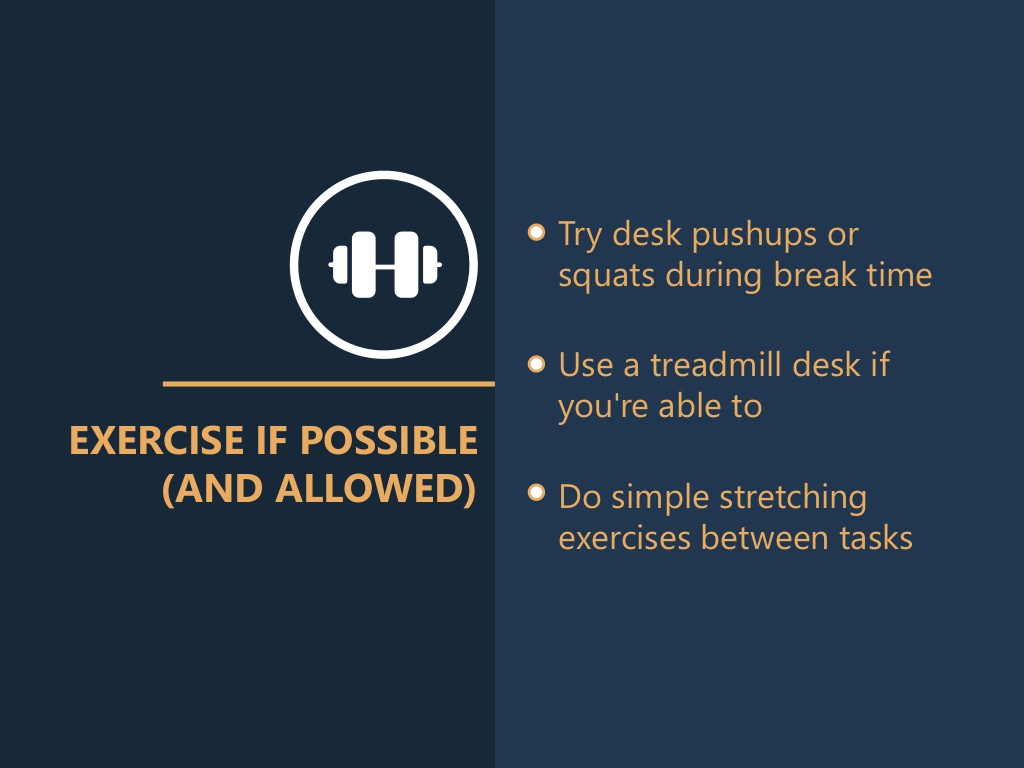 EXERCISE IF POSSIBLE
(AND ALLOWED)
Try desk pushups or
squats during break time
Use a treadmill desk if
you're able to
Do simple stretching
exercises between tasks